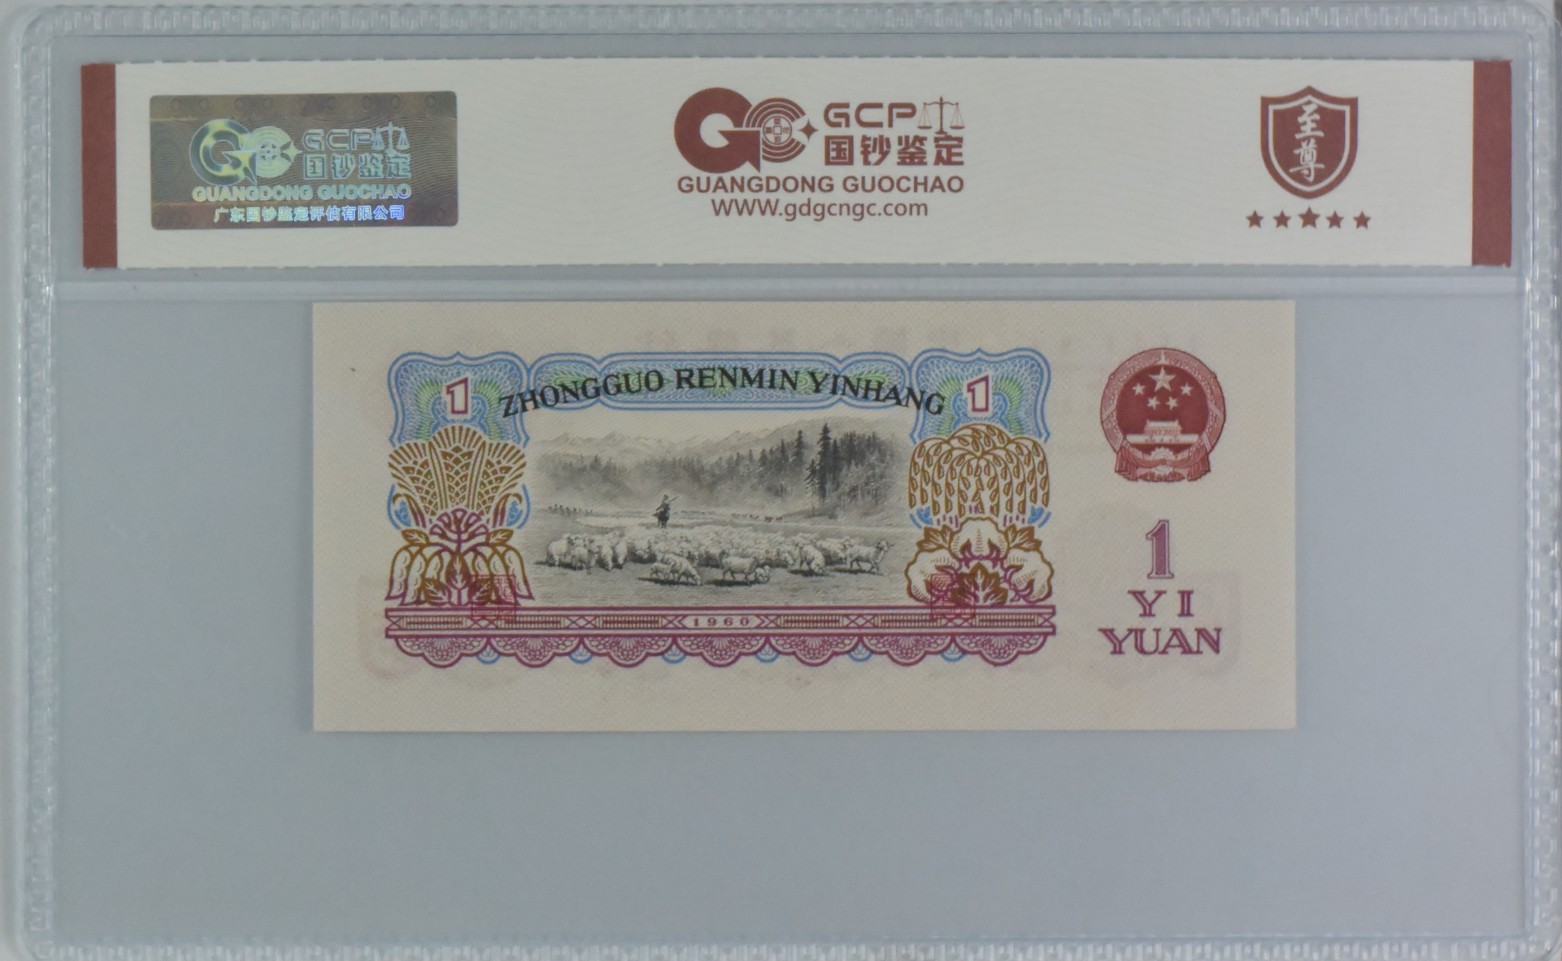 GCP
国钞鉴定
GUANGDONG GUOCHAO
广东国钞鉴定评估有限公司
GCP
国钞鉴定
GUANGDONG GUOCHAO
WWW.gdgcngc.com
至尊
1 ZHONGGUO RENMIN YINHANG 1
1960
1
YI
YUAN